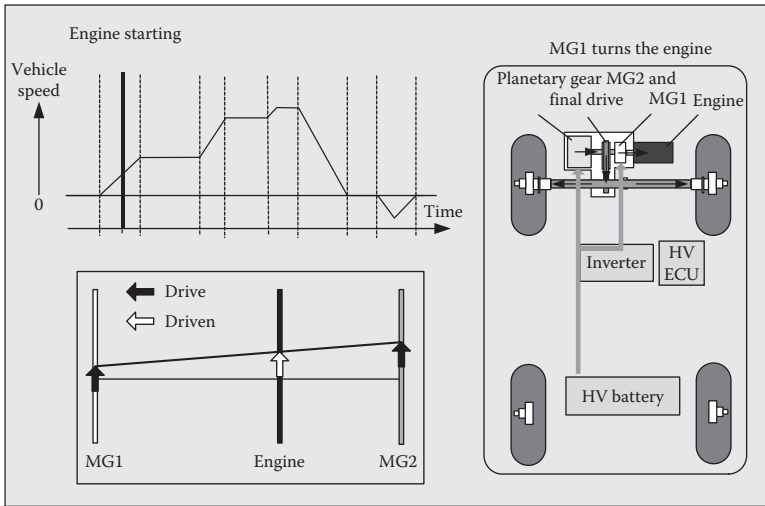 Engine starting
Vehicle
speed
0
Time
Drive
Driven
MG1
Engine
MG2
MG1 turns the engine
Planetary gear MG2 and
final drive
MG1
Engine
Inverter
HV
ECU
HV battery